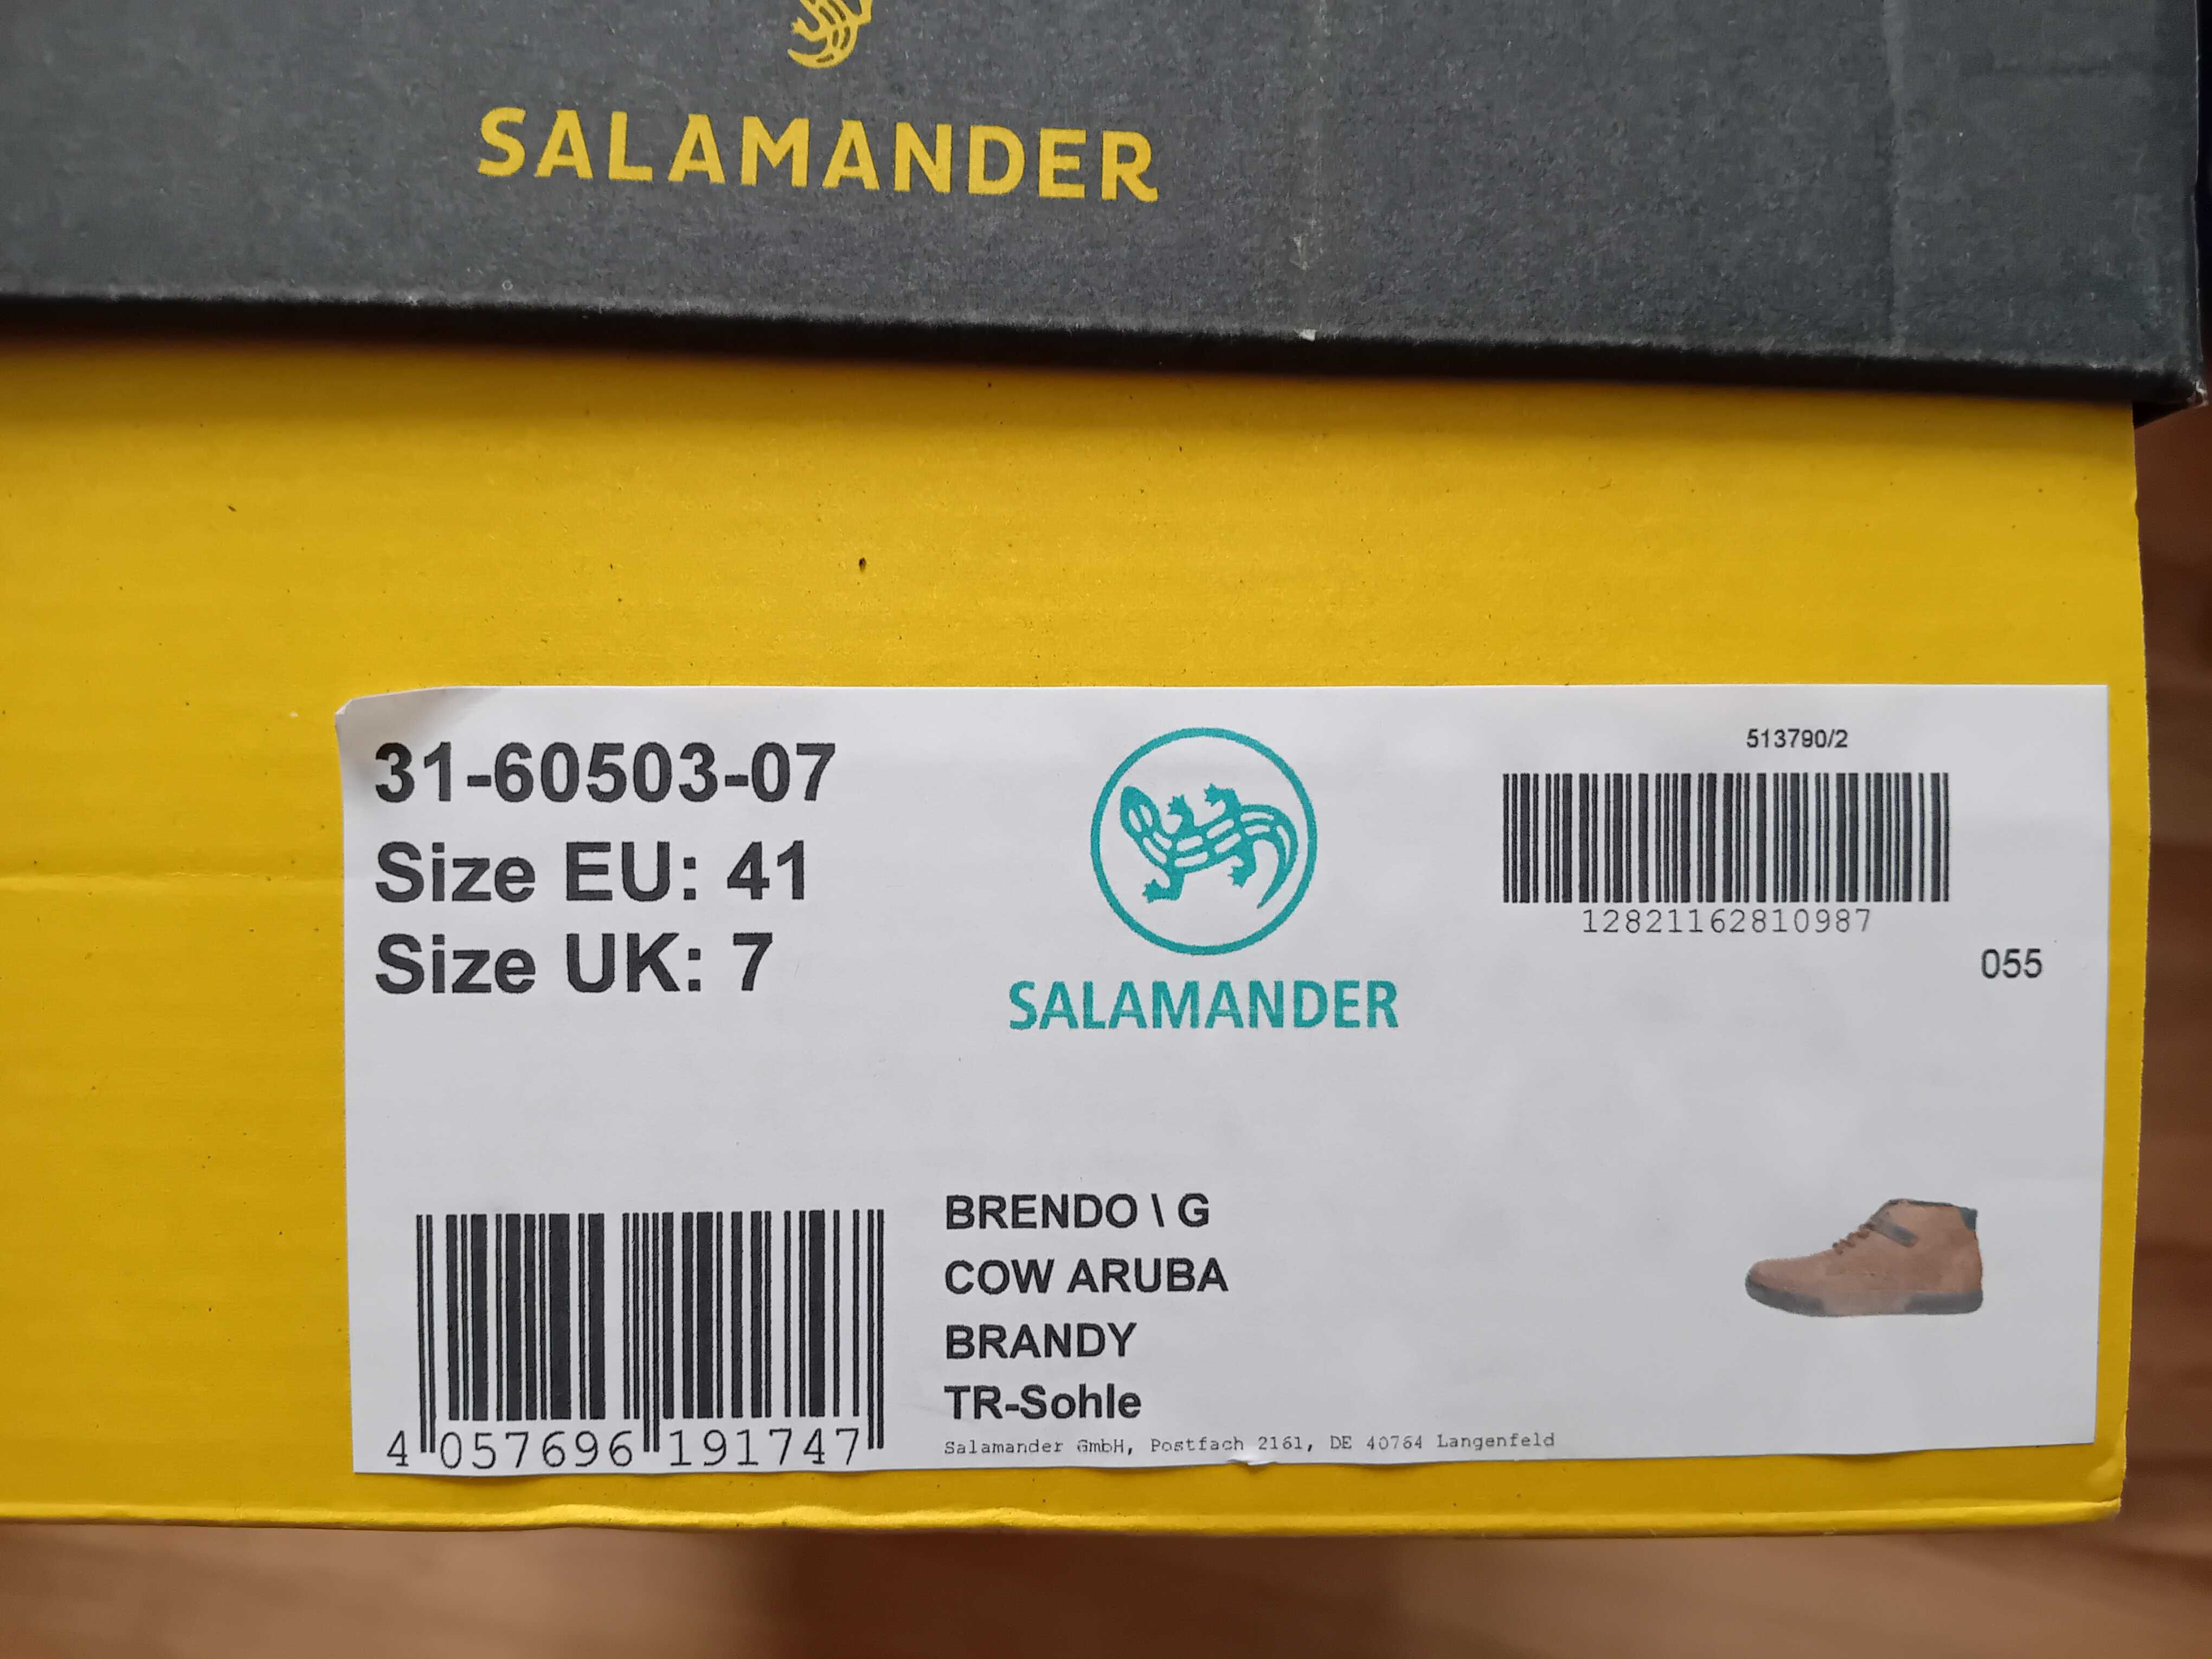 SALAMANDER
31-60503-07
Size EU: 41
Size UK: 7
SALAMANDER
513790/2
12821162810987
055
BRENDO \ G
COW ARUBA
BRANDY
TR-Sohle
Salamander GmbH, Postfach 2161, DE 40764 Langenfeld
4 057696 191747